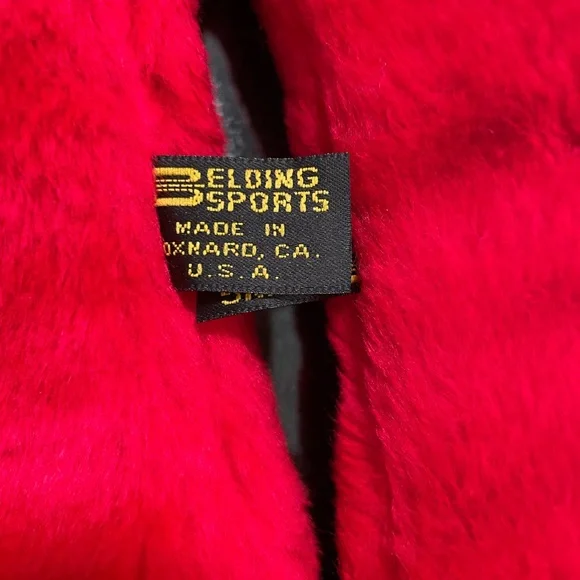 BELDING
SPORTS
MADE IN
OXNARD, CA.
U.S.A.